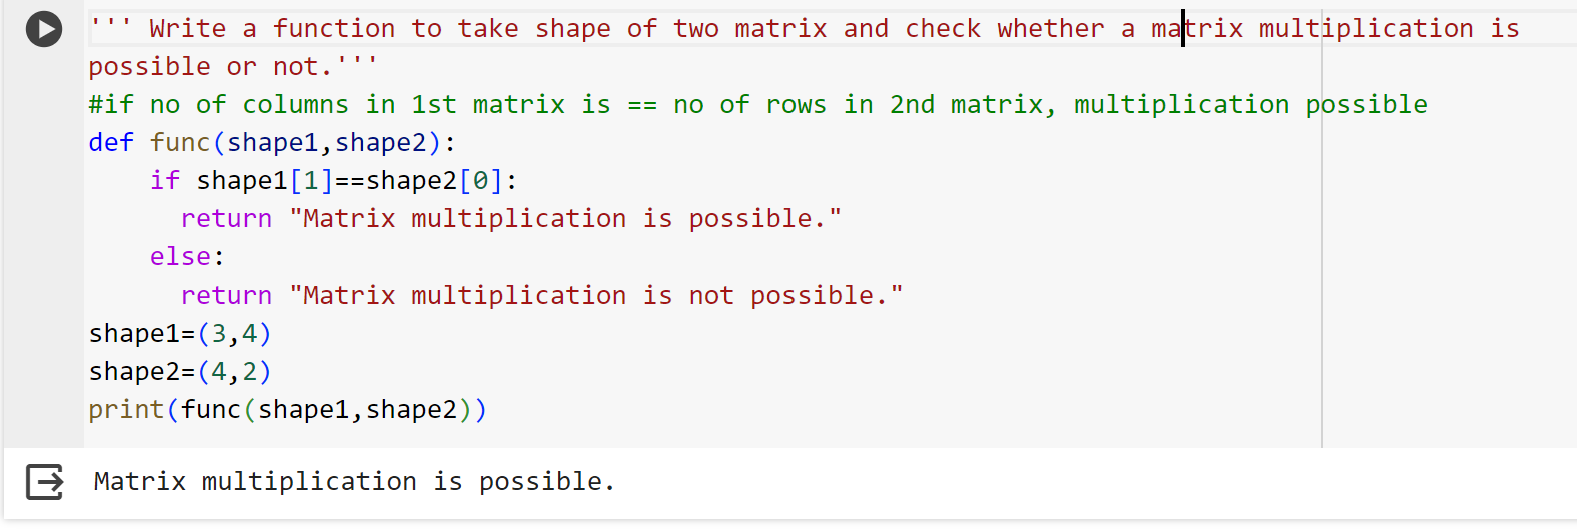 ''' Write a function to take shape of two matrix and check whether a matrix multiplication is
possible or not.'''
#if no of columns in 1st matrix is == no of rows in 2nd matrix, multiplication possible
def func(shape1,shape2):
    if shape1[1]==shape2[0]:
      return "Matrix multiplication is possible."
    else:
      return "Matrix multiplication is not possible."
shape1=(3,4)
shape2=(4,2)
print(func(shape1,shape2))
Matrix multiplication is possible.